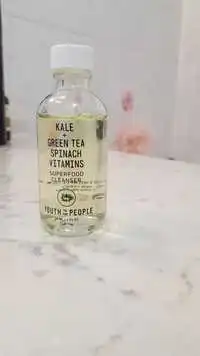 KALE
+
GREEN TEA
SPINACH
VITAMINS
SUPERFOOD
CLEANSER
YOUTH TO THE PEOPLE